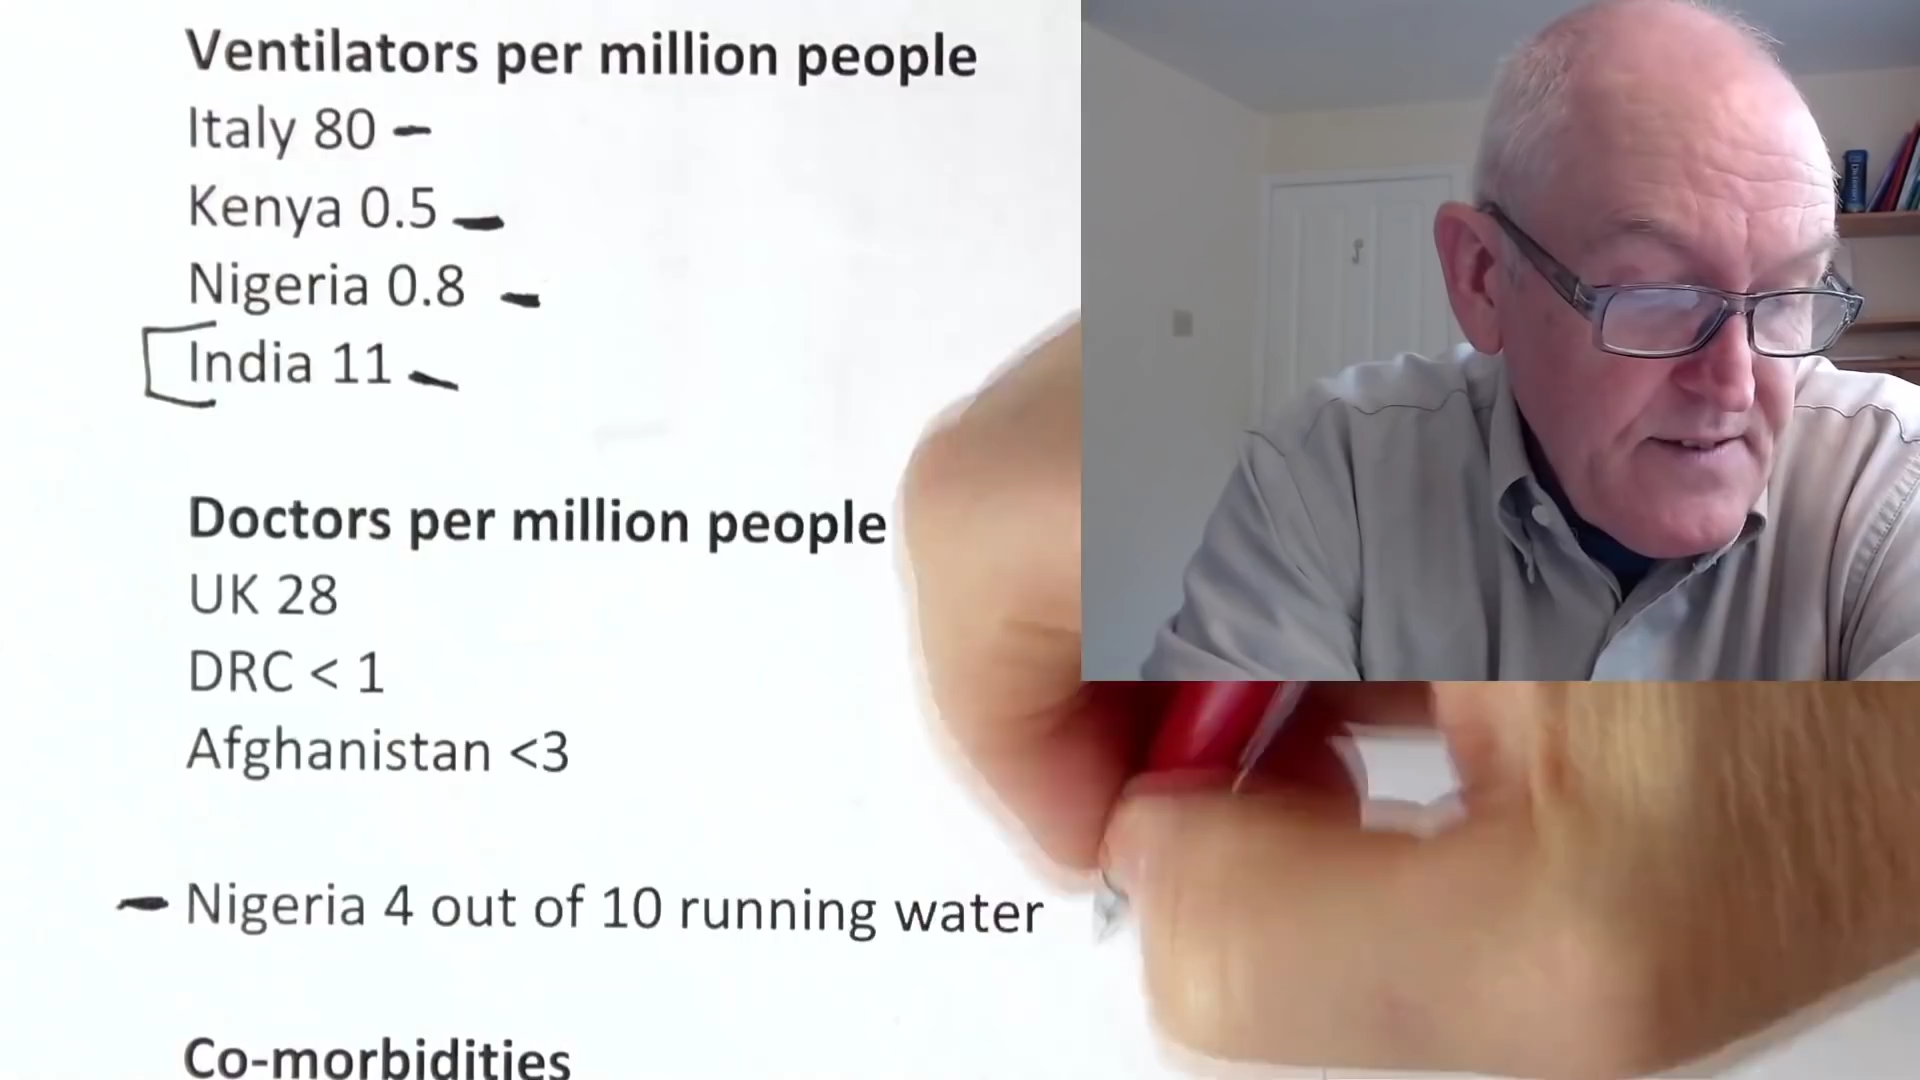 Ventilators per million people
Italy 80
Kenya 0.5
Nigeria 0.8
India 11
Doctors per million people
UK 28
DRC < 1
Afghanistan <3
Nigeria 4 out of 10 running water
Co-morbidities